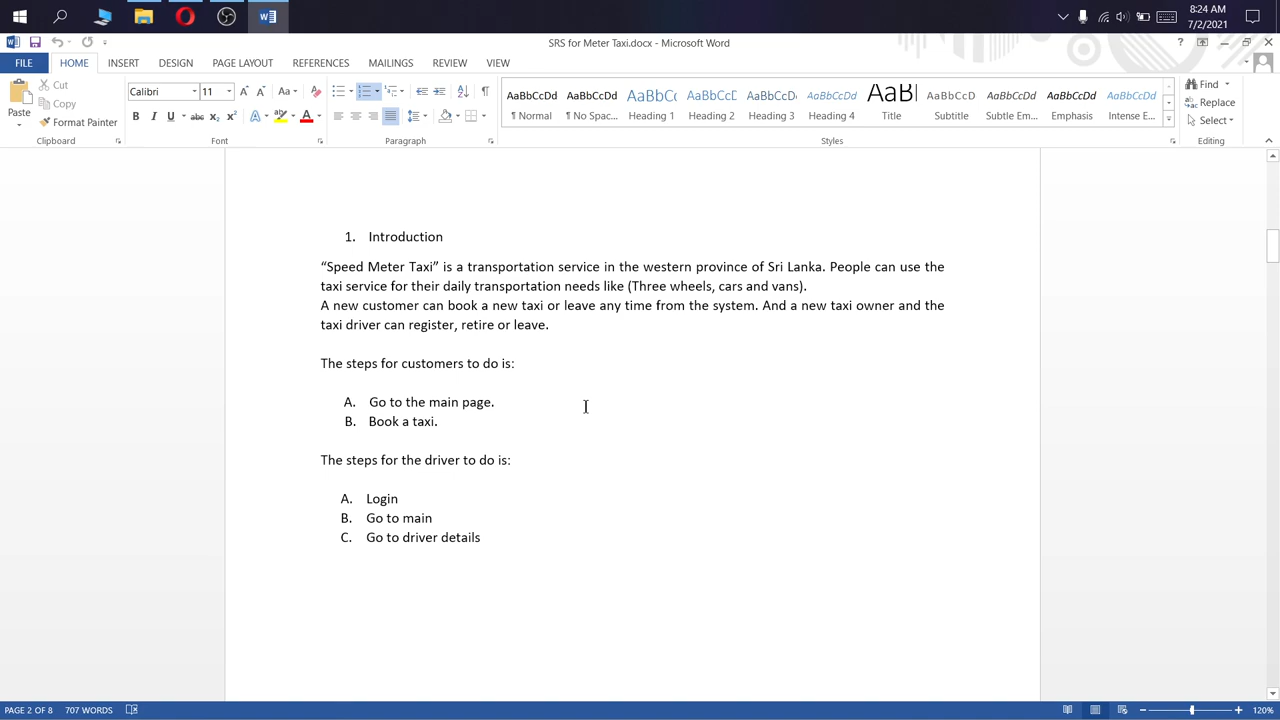 8:24 AM
7/2/2021
SRS for Meter Taxi.docx - Microsoft Word
FILE HOME INSERT DESIGN PAGE LAYOUT REFERENCES MAILINGS REVIEW VIEW
Paste
Cut
Copy
Format Painter
Clipboard
Calibri 11
Font
Paragraph
AaBbCcDd AaBbCcDd AaBbCc AaBbCcD AaBbCcD AaBbCcDd AaBl AaBbCcD AaBbCcDd AaBbCcDd AaBbCcDd
¶ Normal ¶ No Spac... Heading 1 Heading 2 Heading 3 Heading 4 Title Subtitle Subtle Em... Emphasis Intense E...
Styles
Find
Replace
Select
Editing
1. Introduction
“Speed Meter Taxi” is a transportation service in the western province of Sri Lanka. People can use the
taxi service for their daily transportation needs like (Three wheels, cars and vans).
A new customer can book a new taxi or leave any time from the system. And a new taxi owner and the
taxi driver can register, retire or leave.
The steps for customers to do is:
A. Go to the main page.
B. Book a taxi.
The steps for the driver to do is:
A. Login
B. Go to main
C. Go to driver details
PAGE 2 OF 8 707 WORDS
120%